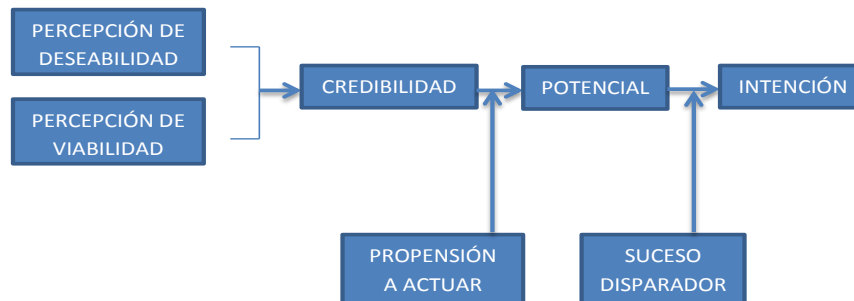 PERCEPCIÓN DE
DESEABILIDAD
PERCEPCIÓN DE
VIABILIDAD
CREDIBILIDAD
POTENCIAL
INTENCIÓN
PROPENSIÓN
A ACTUAR
SUCESO
DISPARADOR